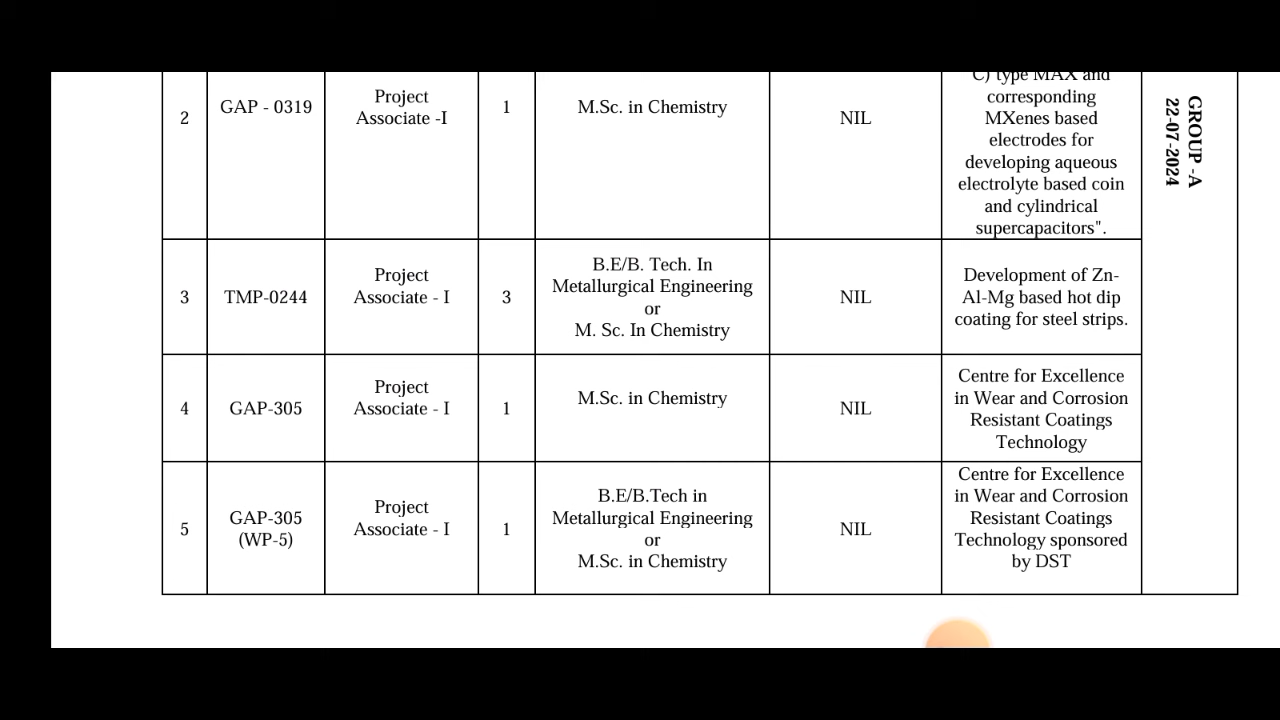 2
GAP - 0319
Project
Associate -I
1
M.Sc. in Chemistry
NIL
C) type MAX and
corresponding
MXenes based
electrodes for
developing aqueous
electrolyte based coin
and cylindrical
supercapacitors".
GROUP -A
22-07-2024
3
TMP-0244
Project
Associate - I
3
B.E/B. Tech. In
Metallurgical Engineering
or
M. Sc. In Chemistry
NIL
Development of Zn-
Al-Mg based hot dip
coating for steel strips.
4
GAP-305
Project
Associate - I
1
M.Sc. in Chemistry
NIL
Centre for Excellence
in Wear and Corrosion
Resistant Coatings
Technology
5
GAP-305
(WP-5)
Project
Associate - I
1
B.E/B.Tech in
Metallurgical Engineering
or
M.Sc. in Chemistry
NIL
Centre for Excellence
in Wear and Corrosion
Resistant Coatings
Technology sponsored
by DST